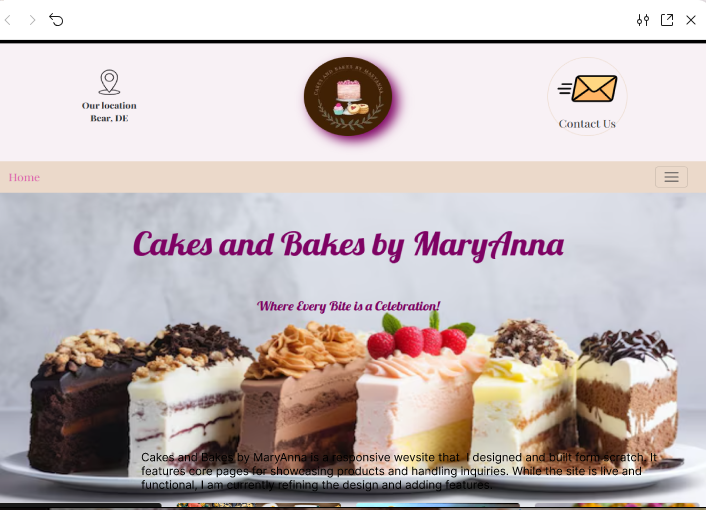 Our location
Bear, DE
CAKES AND BAKES BY MARYANNA
Contact Us
Home
Cakes and Bakes by MaryAnna
Where Every Bite is a Celebration!
Cakes and Bakes by MaryAnna is a responsive wevsite that I designed and built form scratch. It
features core pages for showcasing products and handling inquiries. While the site is live and
functional, I am currently refining the design and adding features.